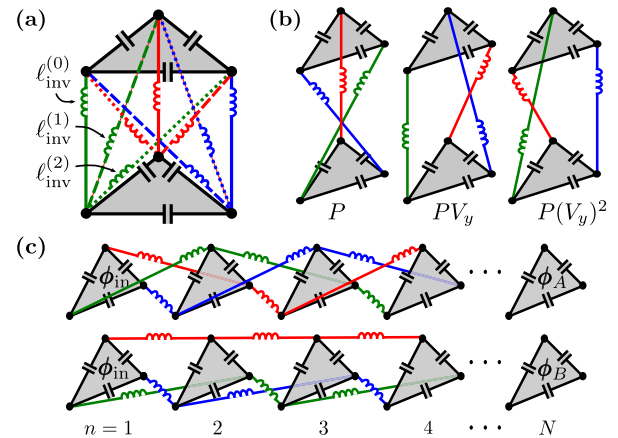 (a)
ℓ_inv^(0)
ℓ_inv^(1)
ℓ_inv^(2)
(b)
P PV_y P(V_y)^2
(c)
ϕ_in ··· ϕ_A
ϕ_in ··· ϕ_B
n = 1 2 3 4 ··· N